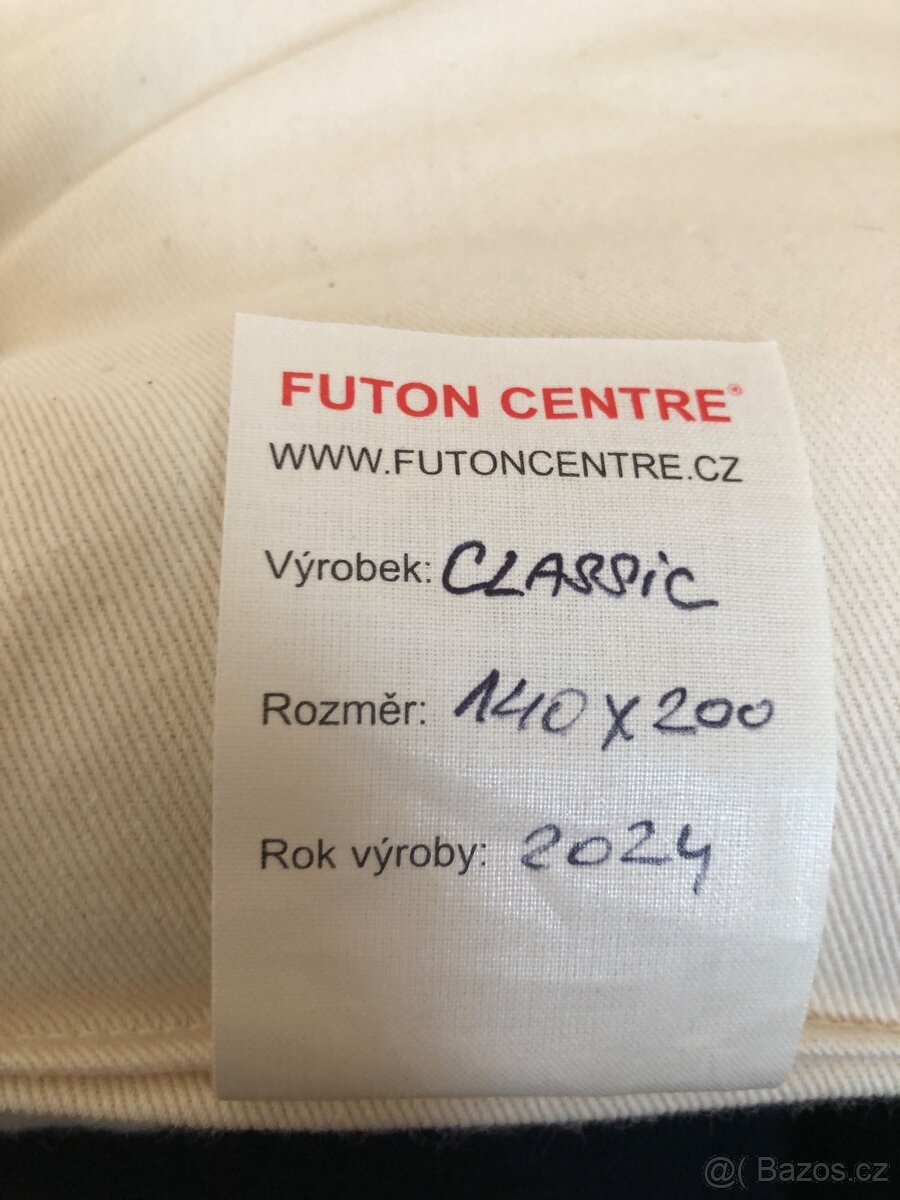 FUTON CENTRE®
WWW.FUTONCENTRE.CZ
Výrobek: CLASSiC
Rozměr: 140 x 200
Rok výroby: 2024
@( Bazos.cz